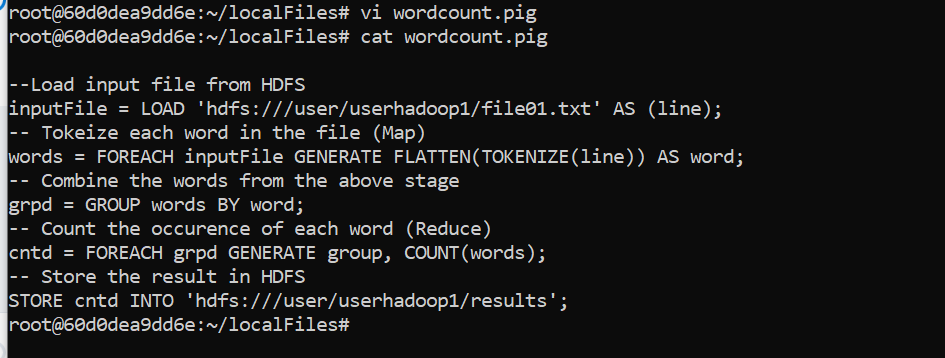 root@60d0dea9dd6e:~/localFiles# vi wordcount.pig
root@60d0dea9dd6e:~/localFiles# cat wordcount.pig
--Load input file from HDFS
inputFile = LOAD 'hdfs:///user/userhadoop1/file01.txt' AS (line);
-- Tokeize each word in the file (Map)
words = FOREACH inputFile GENERATE FLATTEN(TOKENIZE(line)) AS word;
-- Combine the words from the above stage
grpd = GROUP words BY word;
-- Count the occurence of each word (Reduce)
cntd = FOREACH grpd GENERATE group, COUNT(words);
-- Store the result in HDFS
STORE cntd INTO 'hdfs:///user/userhadoop1/results';
root@60d0dea9dd6e:~/localFiles#